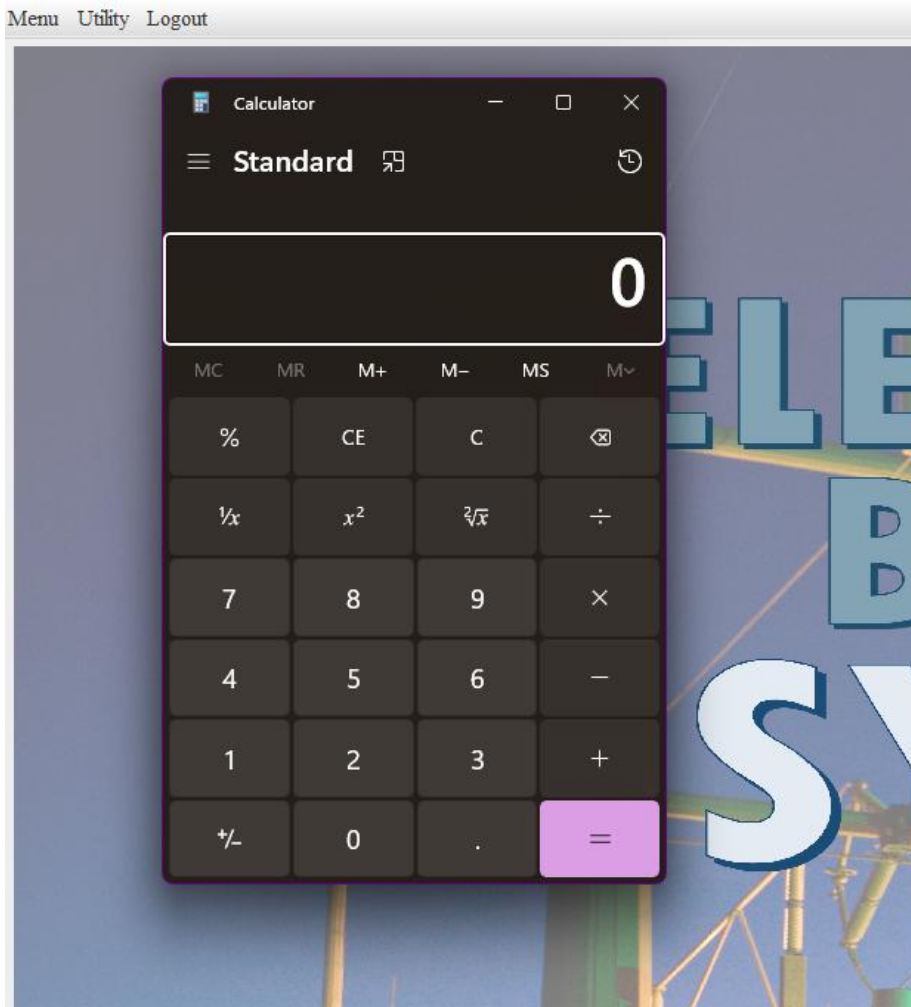 Menu Utility Logout
Calculator
Standard
0
MC MR M+ M− MS M
% CE C
¹/x x² ²√x ÷
7 8 9 ×
4 5 6 −
1 2 3 +
+/− 0 . =
ELE
B
SY